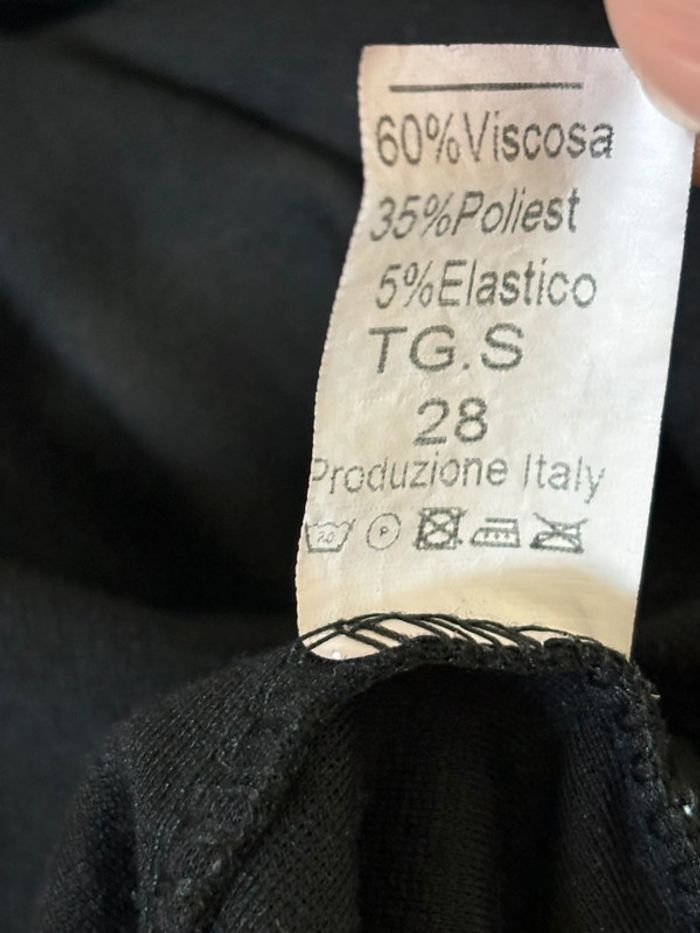 60%Viscosa
35%Poliest
5%Elastico
TG.S
28
Produzione Italy
P